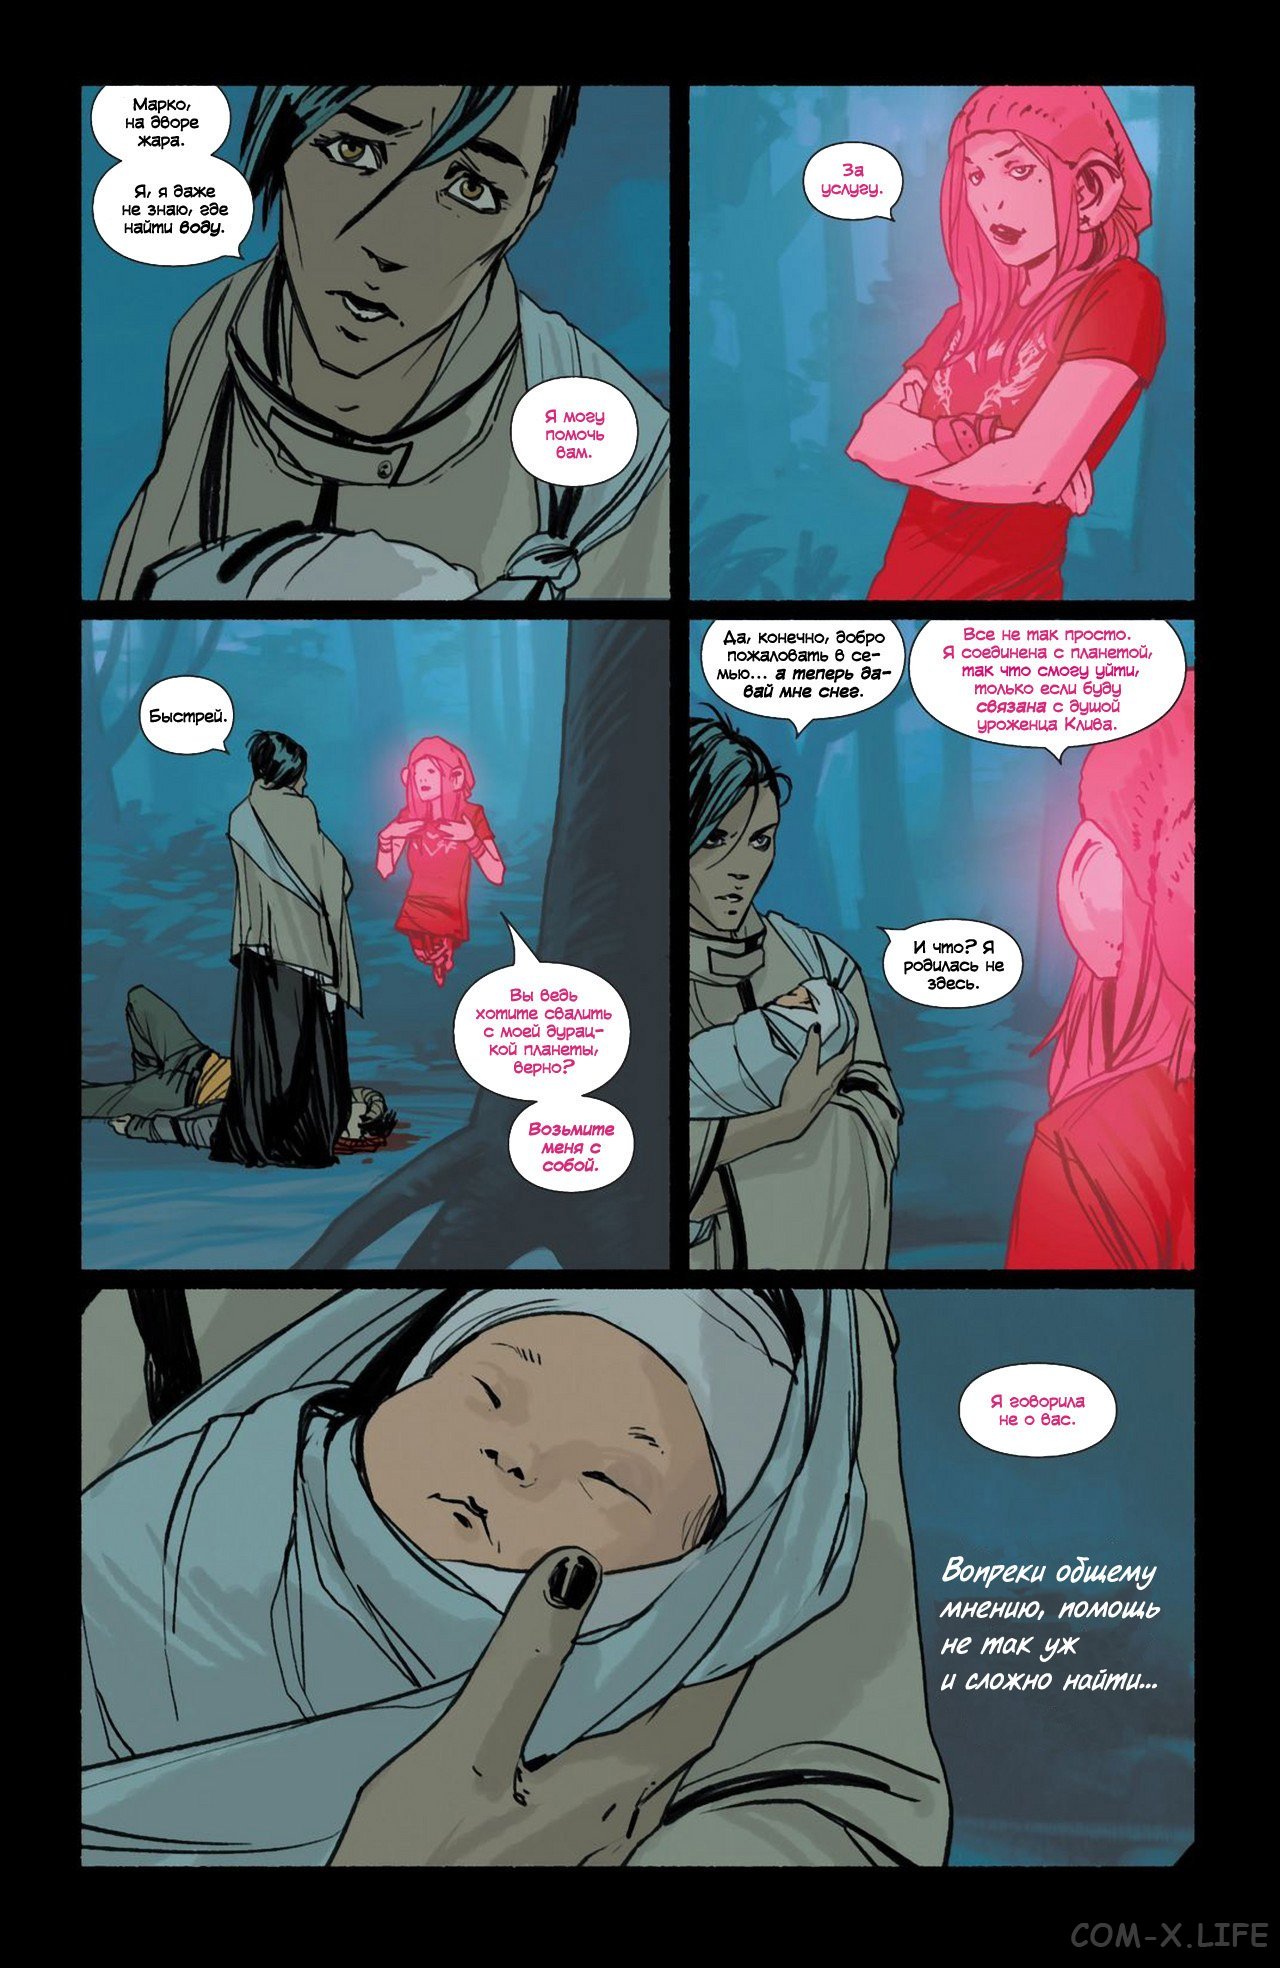 Марко,
на дворе
жара.
Я, я даже
не знаю, где
найти воду.
Я могу
помочь
вам.
За
услугу.
Быстрей.
Вы ведь
хотите свалить
с моей дурац-
кой планеты,
верно?
Возьмите
меня с
собой.
Да, конечно, добро
пожаловать в се-
мью... а теперь да-
вай мне снег.
Все не так просто.
Я соединена с планетой,
так что смогу уйти,
только если буду
связана с душой
уроженца Клива.
И что? Я
родилась не
здесь.
Я говорила
не о вас.
Вопреки общему
мнению, помощь
не так уж
и сложно найти...
COM-X.LIFE